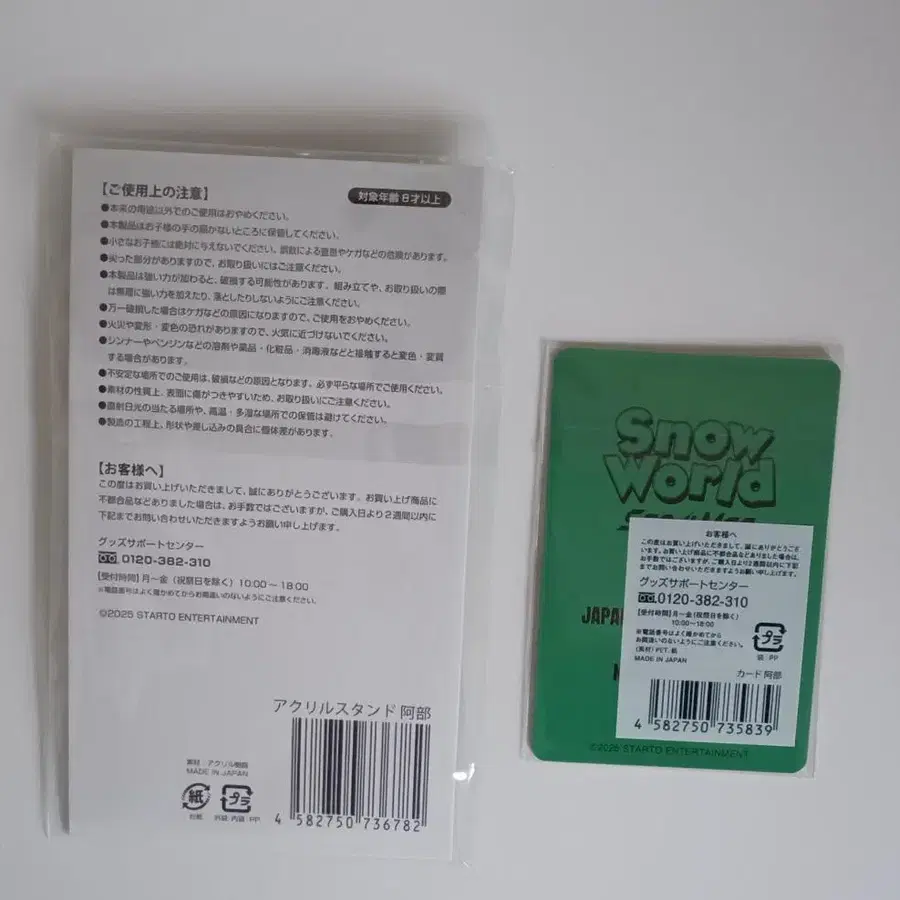 【ご使用上の注意】
対象年齢6才以上
●本来の用途以外でのご使用はおやめください。
●本製品はお子様の手の届かないところに保管してください。
●小さなお子様には絶対に与えないでください。誤飲による窒息やケガなどの危険があります。
●尖った部分がありますので、お取り扱いにはご注意ください。
●本製品は強い力が加わると、破損する可能性があります。組み立てや、お取り扱いの際
は無理に強い力を加えたり、落としたりしないようにご注意ください。
●万一破損した場合はケガなどの原因になりますので、ご使用をおやめください。
●火災や変形・変色の恐れがありますので、火気に近づけないでください。
●シンナーやベンジンなどの溶剤や薬品・化粧品・消毒液などと接触すると変色・変質
する場合があります。
●不安定な場所でのご使用は、破損などの原因となります。必ず平らな場所でご使用ください。
●素材の性質上、表面に傷がつきやすいため、お取り扱いにご注意ください。
●直射日光の当たる場所や、高温・多湿な場所での保管は避けてください。
●製造の工程上、形状や差し込みの具合に個体差があります。
【お客様へ】
この度はお買い上げいただきまして、誠にありがとうございます。お買い上げ商品に
不都合品などありました場合は、お手数ではございますが、ご購入日より2週間以内に
下記までお問い合わせいただきますようお願い申し上げます。
グッズサポートセンター
0120-382-310
【受付時間】月〜金（祝祭日を除く）10:00〜18:00
※電話番号はよく確かめてからお間違いのないようにご注意ください。
©2025 STARTO ENTERTAINMENT
アクリルスタンド 阿部
素材：アクリル樹脂
MADE IN JAPAN
紙
プラ
台紙
外袋・内袋:PP
4 582750 736782
Snow
World
Snow Man
お客様へ
この度はお買い上げいただきまして、誠にありがとうござ
います。お買い上げ商品に不都合品などありました場合は、
お手数ではございますが、ご購入日より2週間以内に下記
までお問い合わせいただきますようお願い申し上げます。
グッズサポートセンター
0120-382-310
【受付時間】月〜金（祝祭日を除く）
10:00〜18:00
※電話番号はよく確かめてから
お間違いのないようにご注意ください。
（素材）PET、紙
MADE IN JAPAN
プラ
袋：PP
カード 阿部
4 582750 735839
JAPAN
©2025 STARTO ENTERTAINMENT